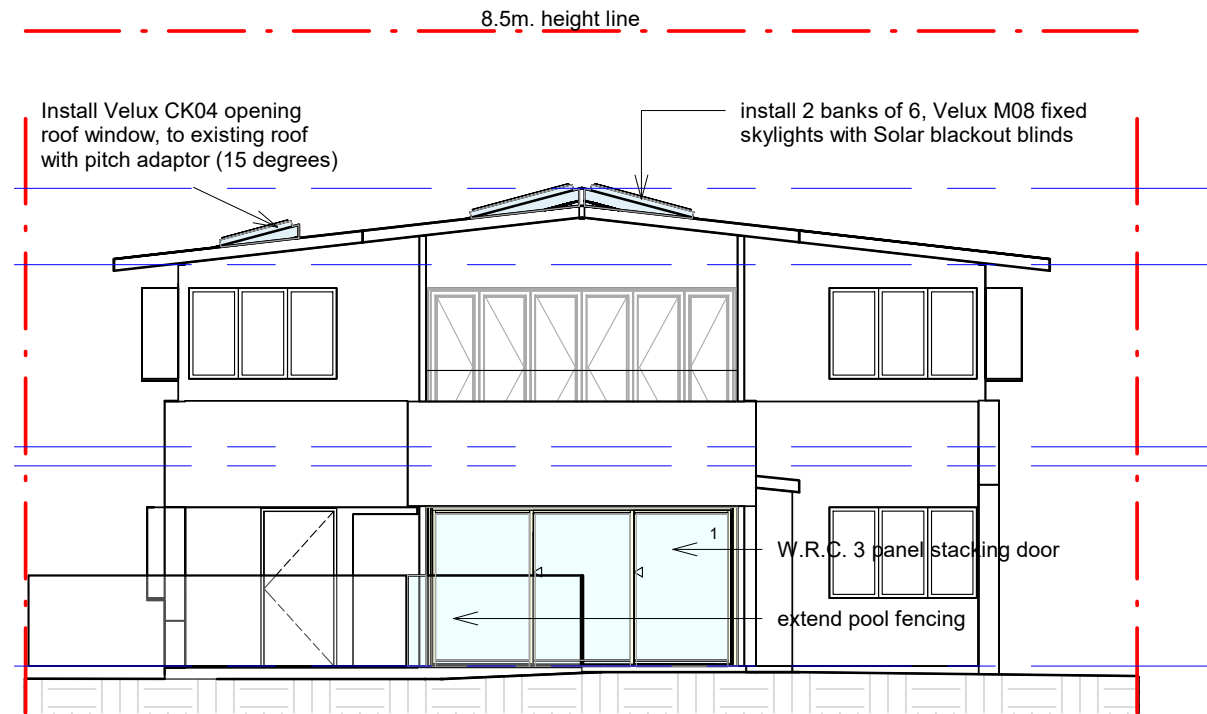 8.5m. height line
Install Velux CK04 opening
roof window, to existing roof
with pitch adaptor (15 degrees)
install 2 banks of 6, Velux M08 fixed
skylights with Solar blackout blinds
1
W.R.C. 3 panel stacking door
extend pool fencing